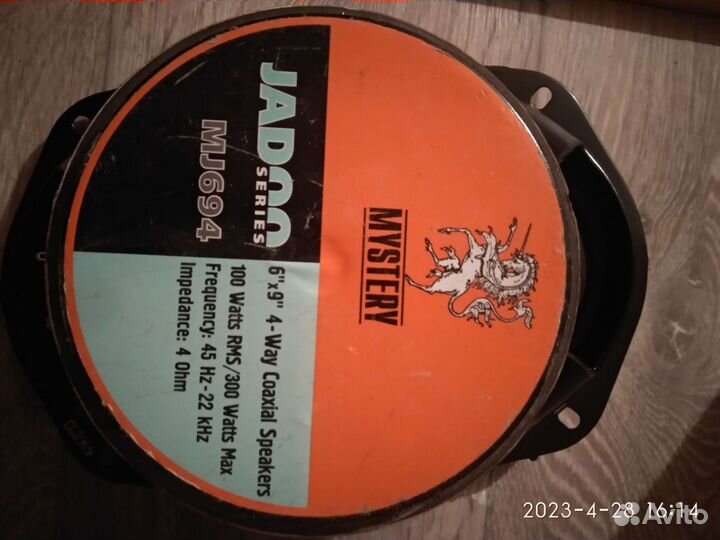 JADOO
SERIES
MJ694
MYSTERY
6"x9" 4-Way Coaxial Speakers
100 Watts RMS/300 Watts Max
Frequency: 45 Hz-22 kHz
Impedance: 4 Ohm
2023-4-28 16:14
Avito